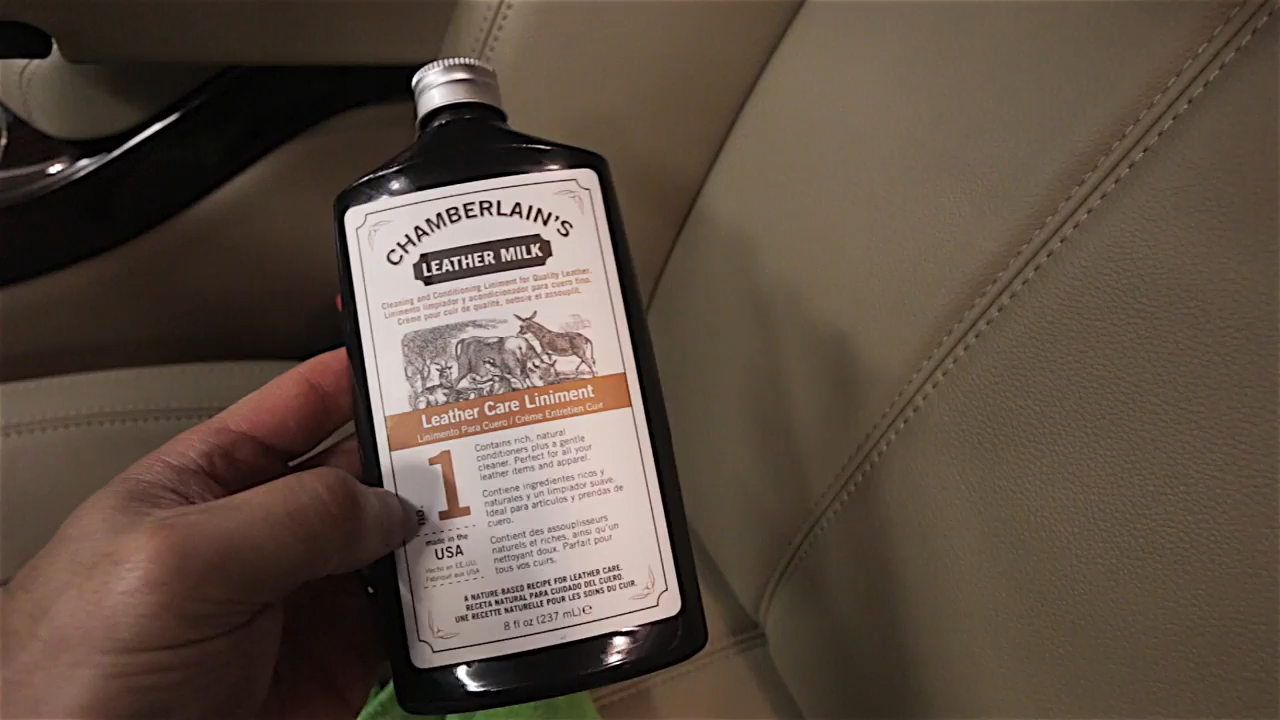 CHAMBERLAIN'S
LEATHER MILK
Cleaning and Conditioning Liniment for Quality Leather.
Linimento limpiador y acondicionador para cuero fino.
Crème pour cuir de qualité, nettoie et assouplit.
Leather Care Liniment
Linimento Para Cuero / Crème Entretien Cuir
no. 1
Contains rich, natural
conditioners plus a gentle
cleaner. Perfect for all your
leather items and apparel.
Contiene ingredientes ricos y
naturales y un limpiador suave.
Ideal para artículos y prendas de
cuero.
Contient des assouplisseurs
naturels et riches, ainsi qu'un
nettoyant doux. Parfait pour
tous vos cuirs.
made in the
USA
Hecho en EE.UU.
Fabriqué aux USA
A NATURE-BASED RECIPE FOR LEATHER CARE.
RECETA NATURAL PARA CUIDADO DEL CUERO.
UNE RECETTE NATURELLE POUR LES SOINS DU CUIR.
8 fl oz (237 mL) ℮